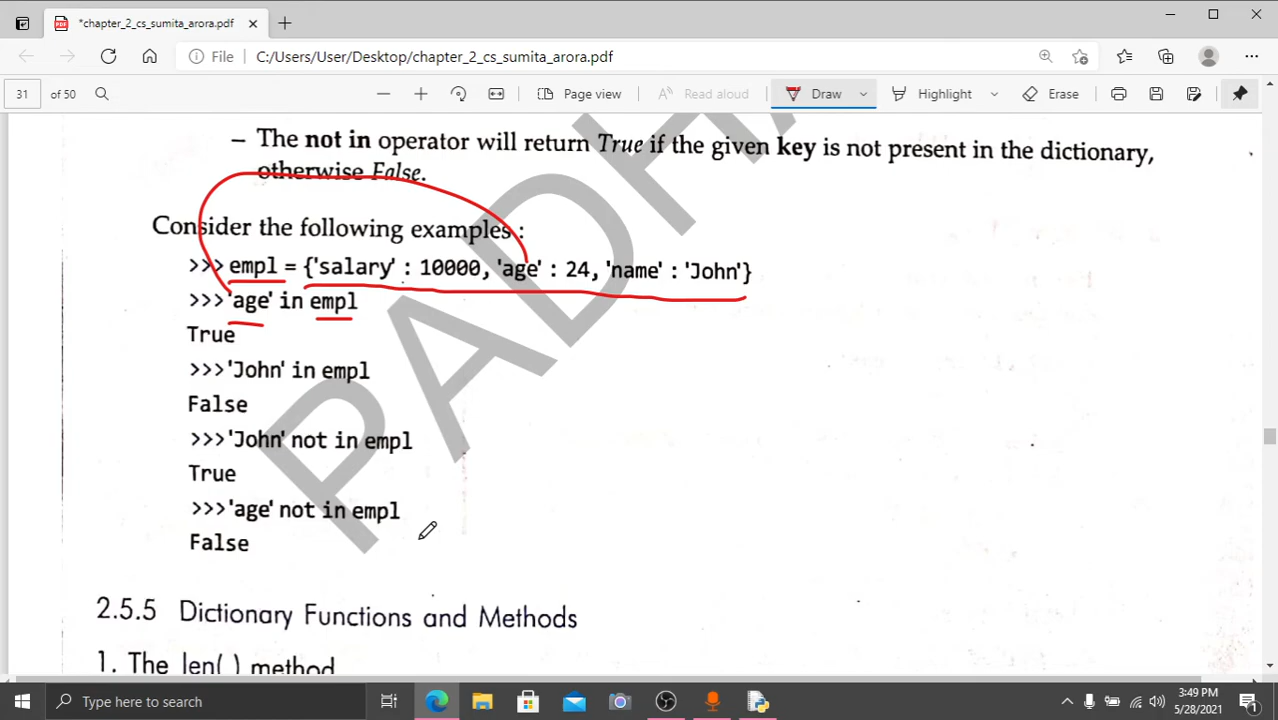 *chapter_2_cs_sumita_arora.pdf
File C:/Users/User/Desktop/chapter_2_cs_sumita_arora.pdf
31 of 50 Page view Read aloud Draw Highlight Erase
– The not in operator will return True if the given key is not present in the dictionary,
otherwise False.
Consider the following examples :
>>> empl = {'salary' : 10000, 'age' : 24, 'name' : 'John'}
>>> 'age' in empl
True
>>>'John' in empl
False
>>>'John' not in empl
True
>>>'age' not in empl
False
2.5.5 Dictionary Functions and Methods
1. The len( ) method
PADHA
Type here to search
3:49 PM
5/28/2021
1